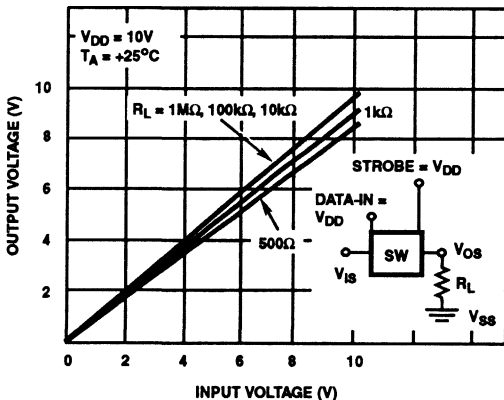 V_DD = 10V
T_A = +25°C
10
8
6
4
2
0
2
4
6
8
10
OUTPUT VOLTAGE (V)
INPUT VOLTAGE (V)
R_L = 1MΩ, 100kΩ, 10kΩ
1kΩ
500Ω
STROBE = V_DD
DATA-IN =
V_DD
SW
V_IS
V_OS
R_L
V_SS